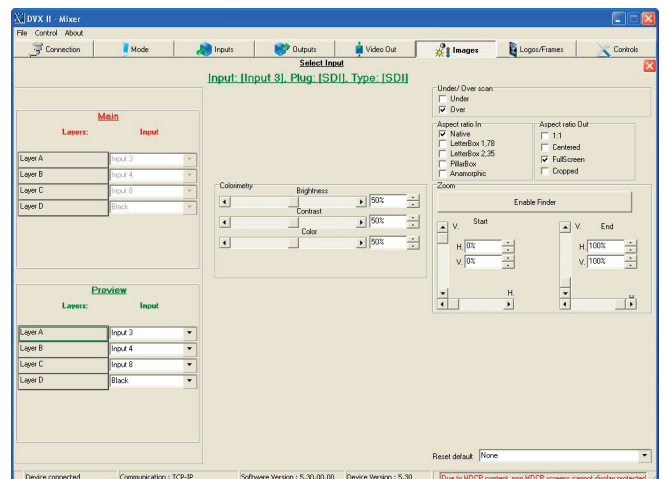 DVX II - Mixer
File Control About
Connection Mode Inputs Outputs Video Out Images Logos/Frames Controls
Select Input
Input: [Input 3], Plug: [SDI], Type: [SDI]
Under/ Over scan
Under
Over
Main
Layers: Input
Layer A Input 3
Layer B Input 4
Layer C Input 8
Layer D Black
Aspect ratio In
Native
LetterBox 1,78
LetterBox 2,35
PillarBox
Anamorphic
Aspect ratio Out
1:1
Centered
FullScreen
Cropped
Colorimetry
Brightness
50%
Contrast
50%
Color
50%
Zoom
Enable Finder
V. Start
H. 0%
V. 0%
H.
V. End
H. 100%
V. 100%
Preview
Layers: Input
Layer A Input 3
Layer B Input 4
Layer C Input 8
Layer D Black
Reset default None
Device connected Communication : TCP-IP Software Version : 5.30.00.00 Device Version : 5.30 Due to HDCP content, non HDCP screens cannot display protected